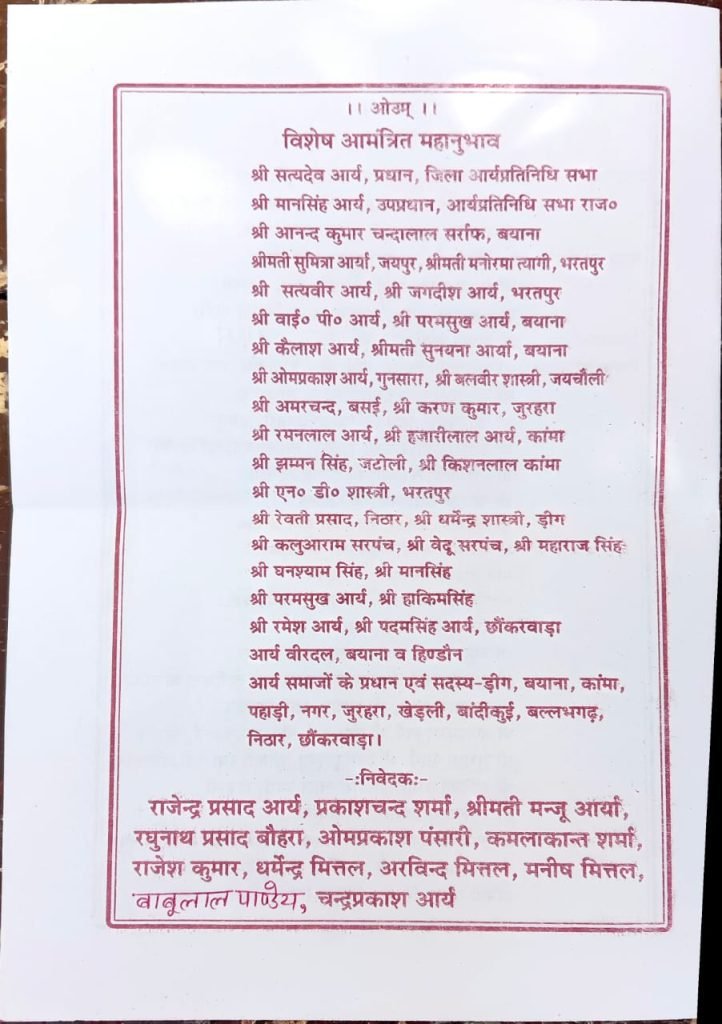 ।। ओउम् ।।
विशेष आमंत्रित महानुभाव
श्री सत्यदेव आर्य, प्रधान, जिला आर्यप्रतिनिधि सभा
श्री मानसिंह आर्य, उपप्रधान, आर्यप्रतिनिधि सभा राज०
श्री आनन्द कुमार चन्दालाल सर्राफ, बयाना
श्रीमती सुमित्रा आर्या, जयपुर, श्रीमती मनोरमा त्यागी, भरतपुर
श्री सत्यवीर आर्य, श्री जगदीश आर्य, भरतपुर
श्री वाई० पी० आर्य, श्री परमसुख आर्य, बयाना
श्री कैलाश आर्य, श्रीमती सुनयना आर्या, बयाना
श्री ओमप्रकाश आर्य, गुनसारा, श्री बलवीर शास्त्री, जयचौली
श्री अमरचन्द, बसई, श्री करण कुमार, जुरहरा
श्री रमनलाल आर्य, श्री हजारीलाल आर्य, कांमा
श्री झम्मन सिंह, जटोली, श्री किशनलाल कांमा
श्री एन० डी० शास्त्री, भरतपुर
श्री रेवती प्रसाद, निठार, श्री धर्मेन्द्र शास्त्री, ड़ीग
श्री कलुआराम सरपंच, श्री वेदू सरपंच, श्री महाराज सिंह
श्री घनश्याम सिंह, श्री मानसिंह
श्री परमसुख आर्य, श्री हाकिमसिंह
श्री रमेश आर्य, श्री पदमसिंह आर्य, छौंकरवाड़ा
आर्य वीरदल, बयाना व हिण्डौन
आर्य समाजों के प्रधान एवं सदस्य-ड़ीग, बयाना, कांमा,
पहाड़ी, नगर, जुरहरा, खेड़ली, बांदीकुई, बल्लभगढ़,
निठार, छौंकरवाड़ा।
-:निवेदक:-
राजेन्द्र प्रसाद आर्य, प्रकाशचन्द शर्मा, श्रीमती मन्जू आर्या,
रघुनाथ प्रसाद बौहरा, ओमप्रकाश पंसारी, कमलाकान्त शर्मा,
राजेश कुमार, धर्मेन्द्र मित्तल, अरविन्द मित्तल, मनीष मित्तल,
बाबूलाल पाण्डेय, चन्द्रप्रकाश आर्य